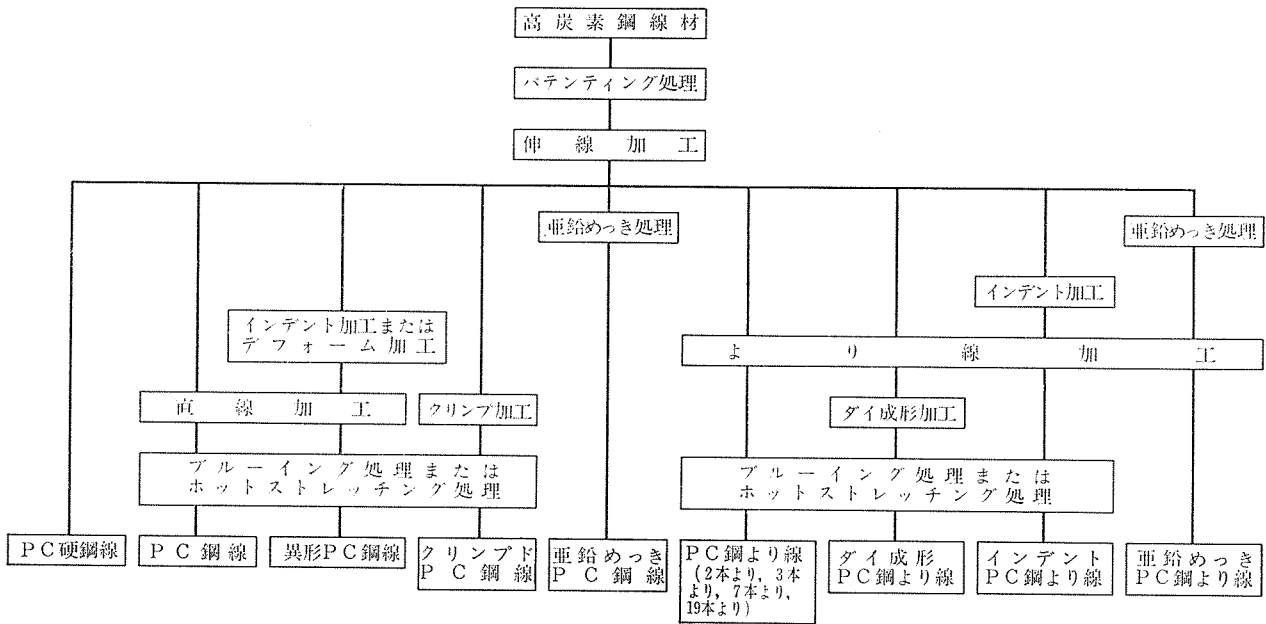 高炭素鋼線材
パテンティング処理
伸線加工
亜鉛めっき処理
亜鉛めっき処理
インデント加工
インデント加工または
デフォーム加工
より線加工
直線加工
クリンプ加工
ダイ成形加工
ブルーイング処理または
ホットストレッチング処理
ブルーイング処理または
ホットストレッチング処理
PC硬鋼線
PC鋼線
異形PC鋼線
クリンプド
PC鋼線
亜鉛めっき
PC鋼線
PC鋼より線
(2本より, 3本
より, 7本より,
19本より)
ダイ成形
PC鋼より線
インデント
PC鋼より線
亜鉛めっき
PC鋼より線